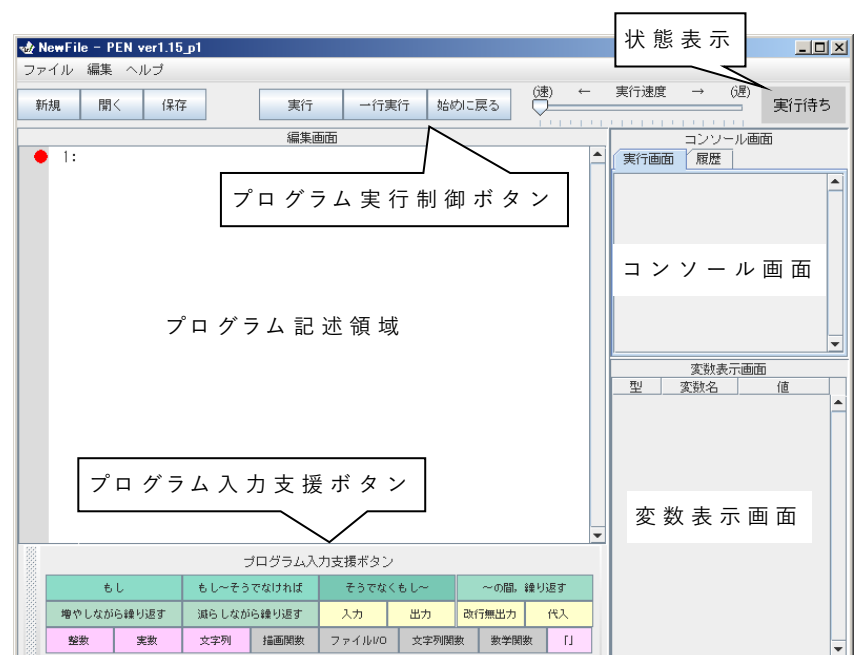 状態表示
NewFile - PEN ver1.15_p1
ファイル 編集 ヘルプ
新規 開く 保存 実行 一行実行 始めに戻る (速) ← 実行速度 → (遅) 実行待ち
編集画面
コンソール画面
実行画面 履歴
1:
プログラム実行制御ボタン
コンソール画面
プログラム記述領域
変数表示画面
型 変数名 値
プログラム入力支援ボタン
変数表示画面
プログラム入力支援ボタン
もし もし～そうでなければ そうでなくもし～ ～の間, 繰り返す
増やしながら繰り返す 減らしながら繰り返す 入力 出力 改行無出力 代入
整数 実数 文字列 描画関数 ファイルI/O 文字列関数 数学関数 「」